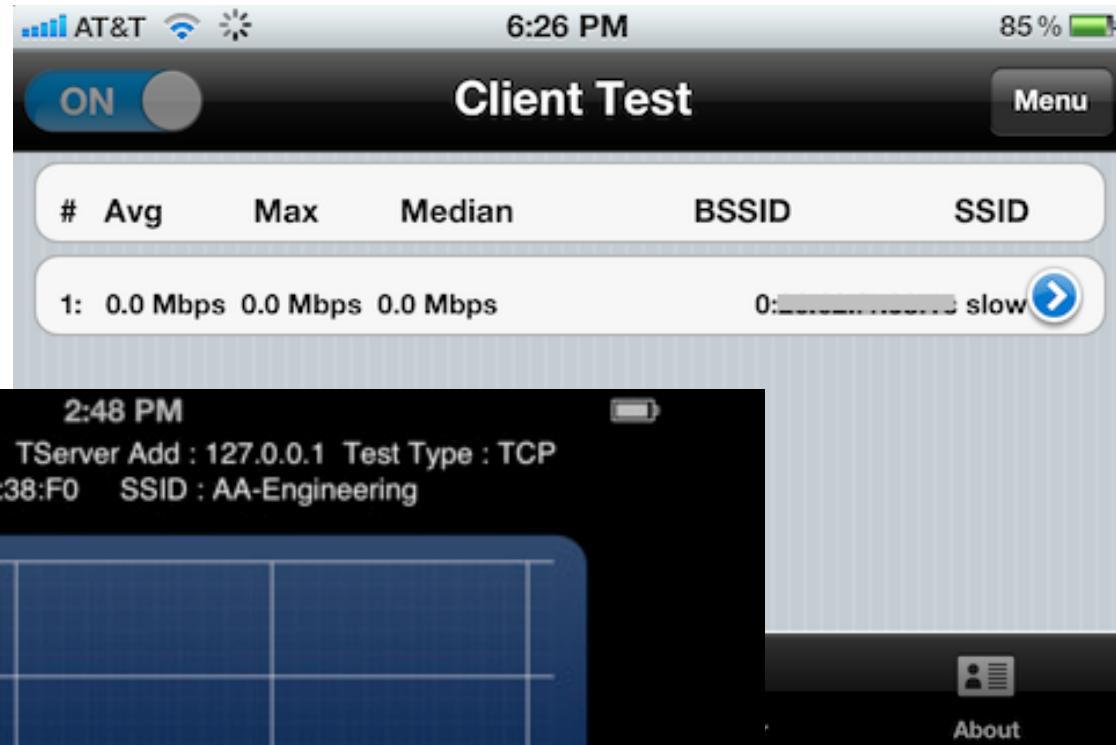 AT&T 6:26 PM 85%
ON Client Test Menu
# Avg Max Median BSSID SSID
1: 0.0 Mbps 0.0 Mbps 0.0 Mbps 0: slow
2:48 PM
TServer Add : 127.0.0.1 Test Type : TCP
:38:F0 SSID : AA-Engineering
About